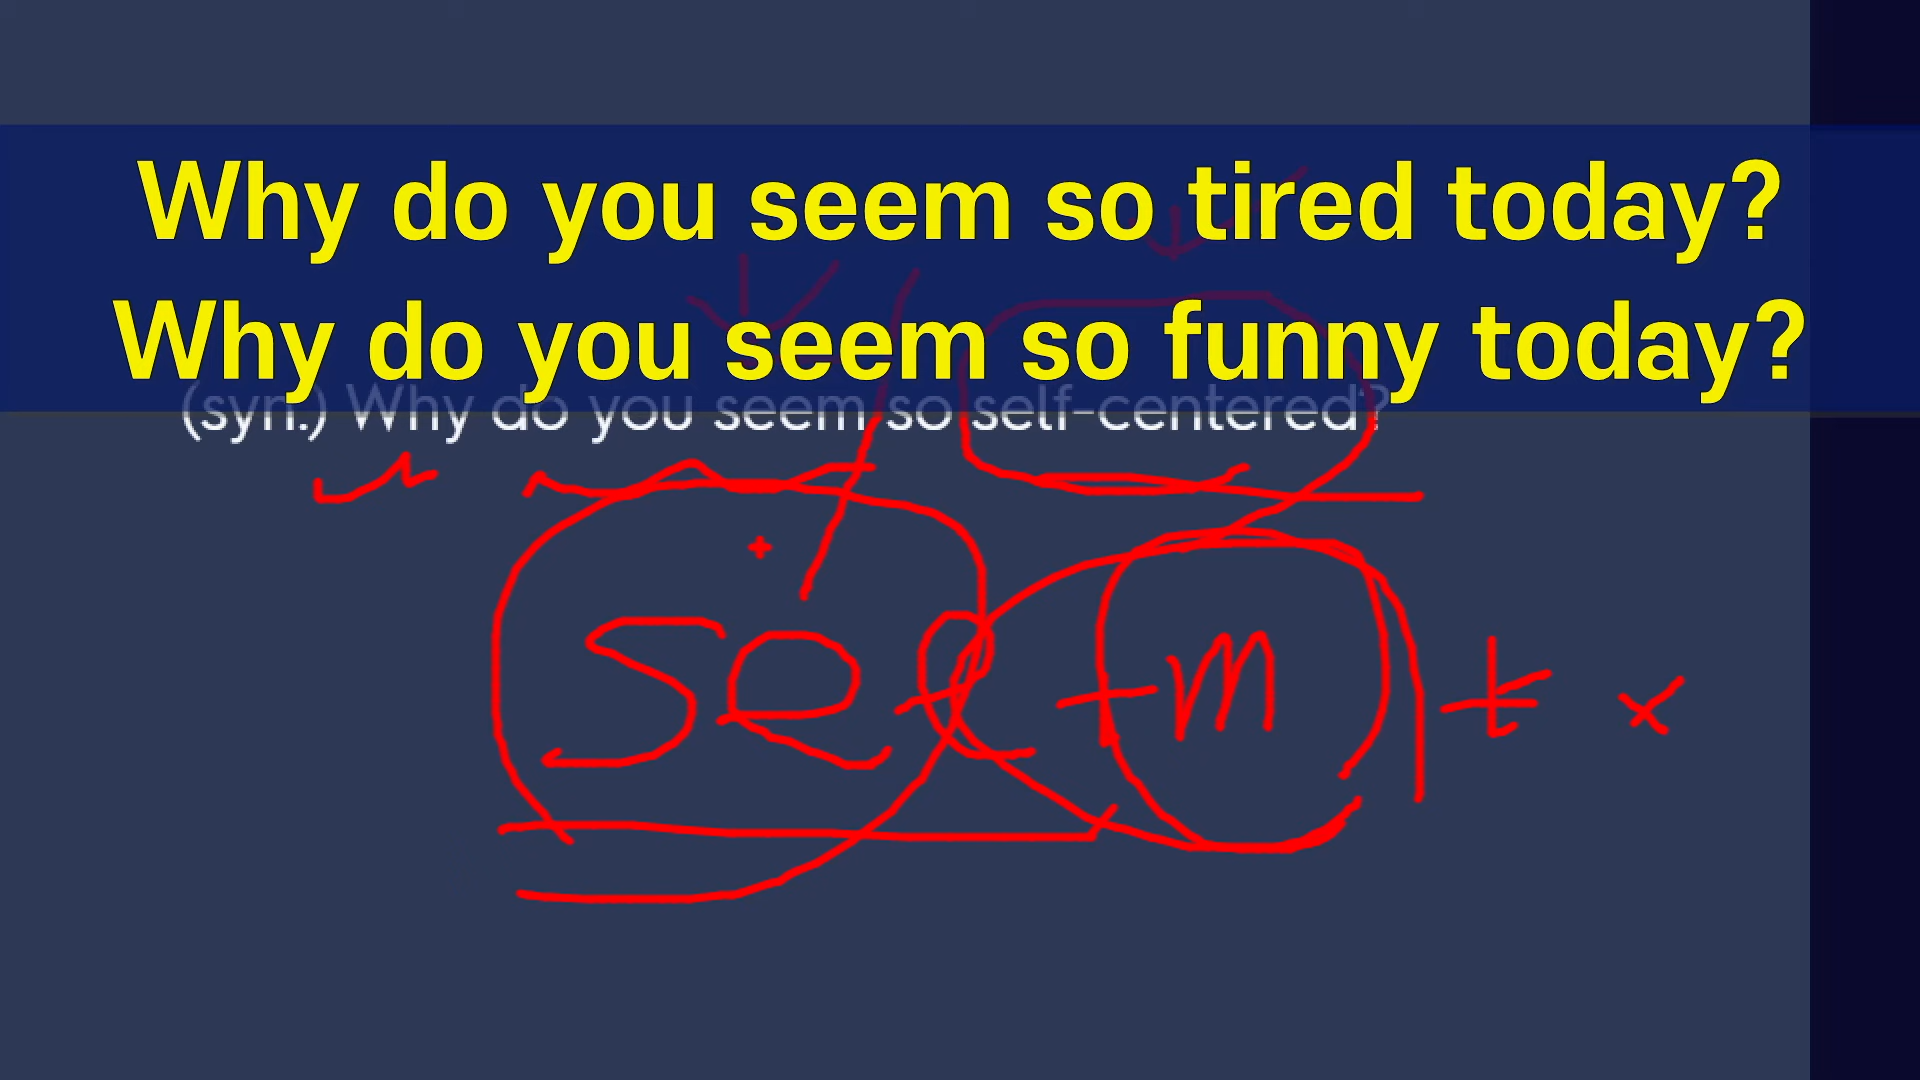 Why do you seem so tired today?
Why do you seem so funny today?
(syn.) Why do you seem so self-centered?
se-e-m-t x